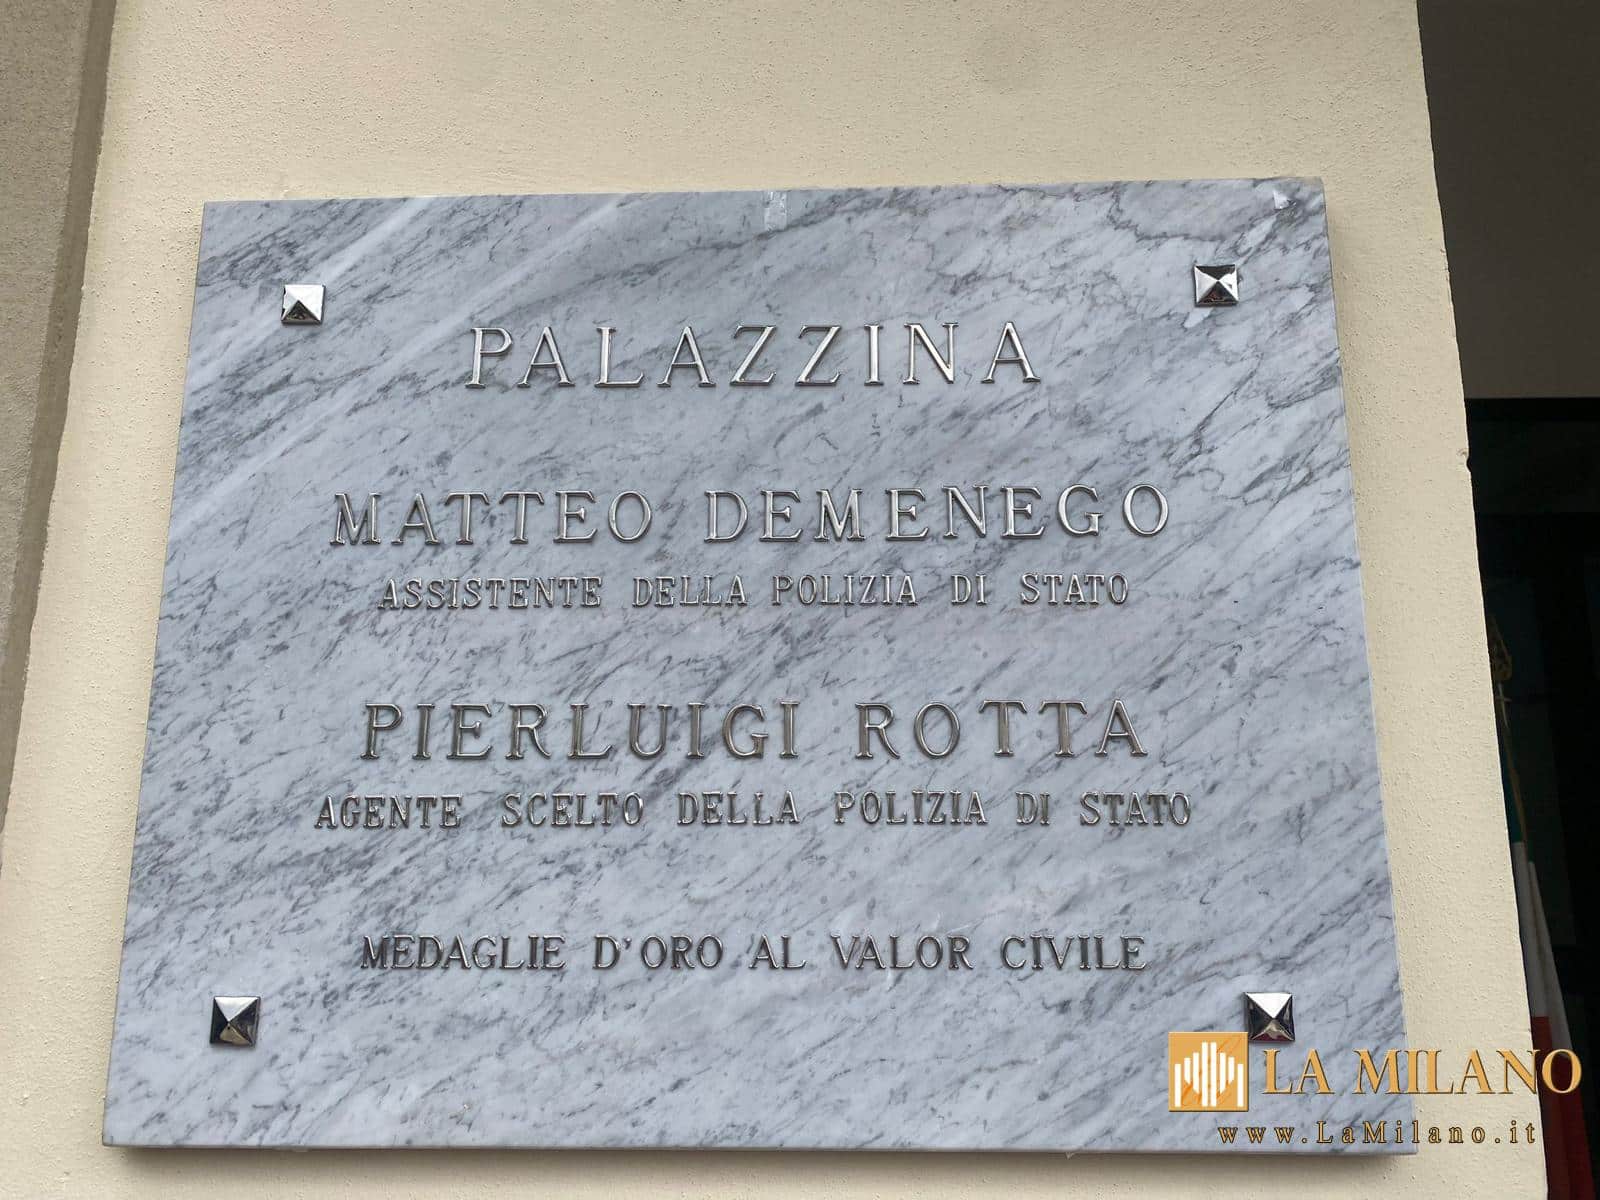 PALAZZINA
MATTEO DEMENEGO
ASSISTENTE DELLA POLIZIA DI STATO
PIERLUIGI ROTTA
AGENTE SCELTO DELLA POLIZIA DI STATO
MEDAGLIE D'ORO AL VALOR CIVILE
LA MILANO
www.LaMilano.it